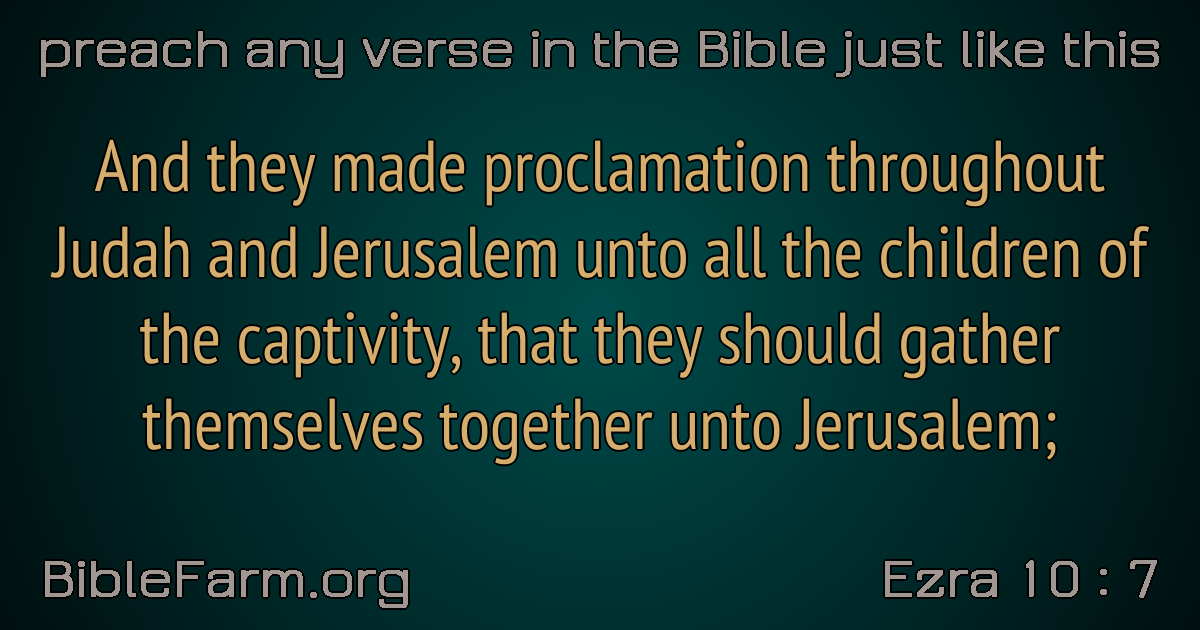 preach any verse in the Bible just like this
And they made proclamation throughout
Judah and Jerusalem unto all the children of
the captivity, that they should gather
themselves together unto Jerusalem;
BibleFarm.org
Ezra 10 : 7